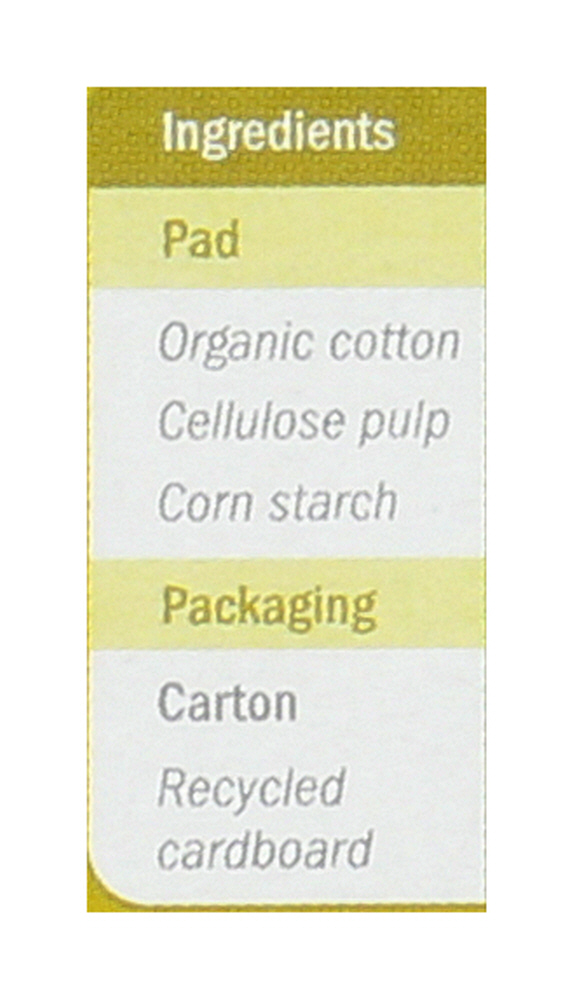 Ingredients
Pad
Organic cotton
Cellulose pulp
Corn starch
Packaging
Carton
Recycled
cardboard